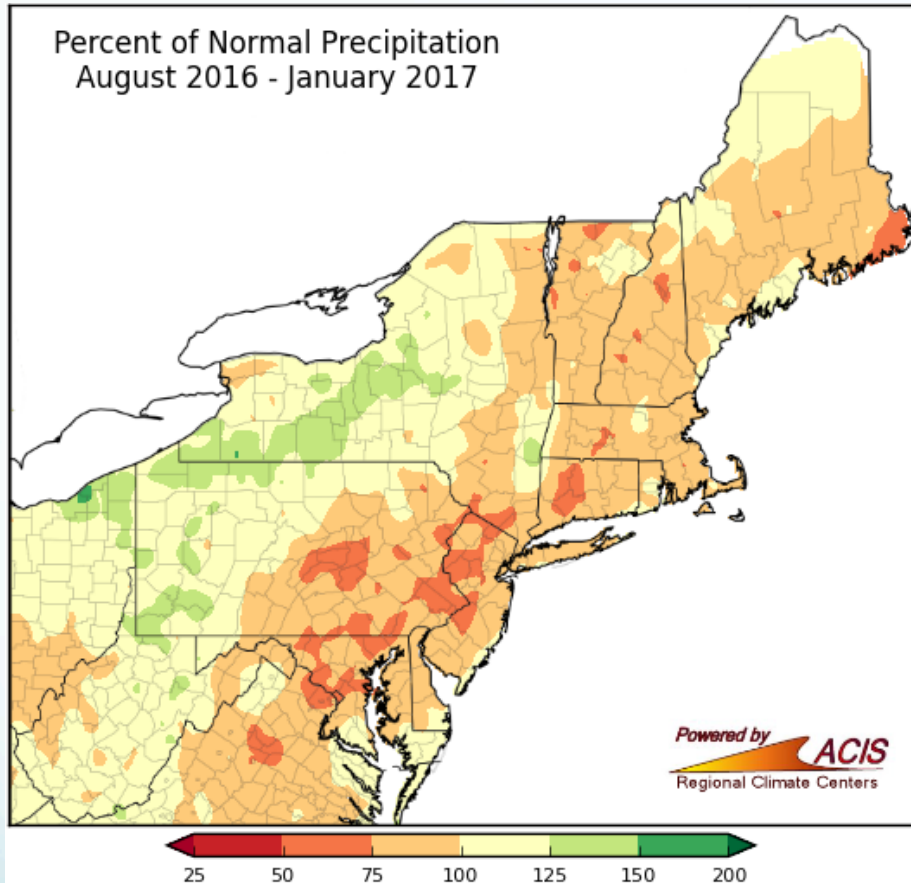 Percent of Normal Precipitation
August 2016 - January 2017
Powered by
ACIS
Regional Climate Centers
25 50 75 100 125 150 200